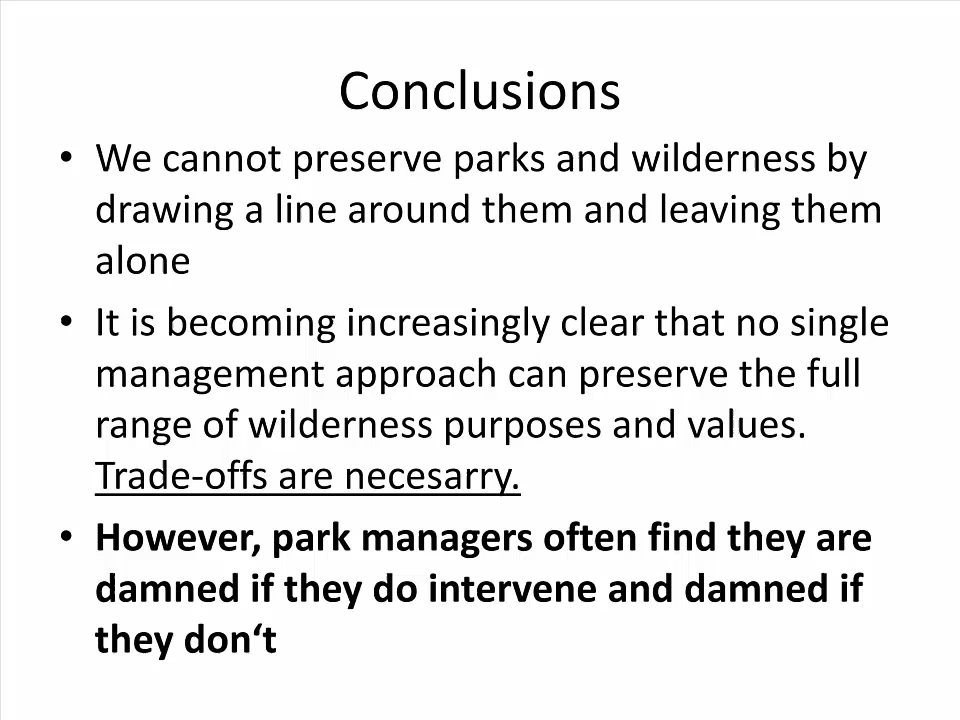 Conclusions
• We cannot preserve parks and wilderness by
drawing a line around them and leaving them
alone
• It is becoming increasingly clear that no single
management approach can preserve the full
range of wilderness purposes and values.
Trade-offs are necesarry.
• However, park managers often find they are
damned if they do intervene and damned if
they don‘t